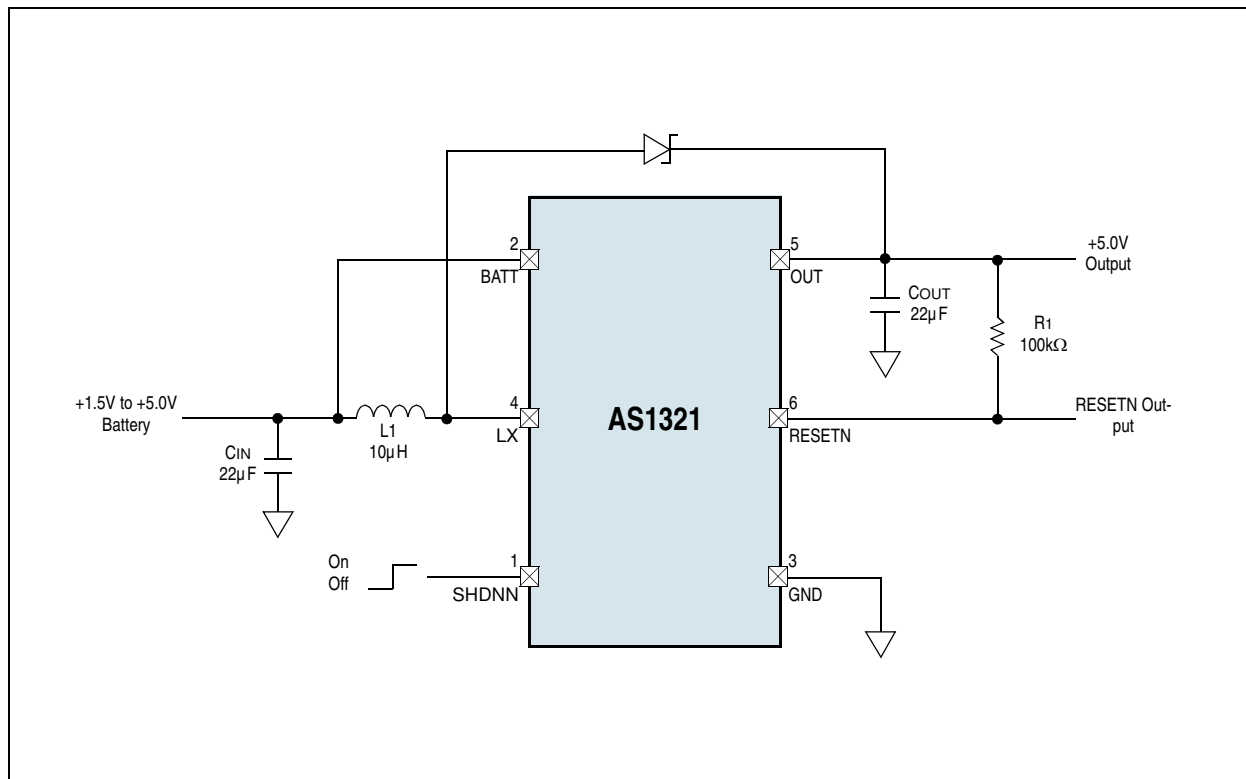 2
BATT
5
OUT
+5.0V
Output
COUT
22µF
R1
100kΩ
+1.5V to +5.0V
Battery
L1
10µH
4
LX
AS1321
6
RESETN
RESETN Out-
put
CIN
22µF
On
Off
1
SHDNN
3
GND